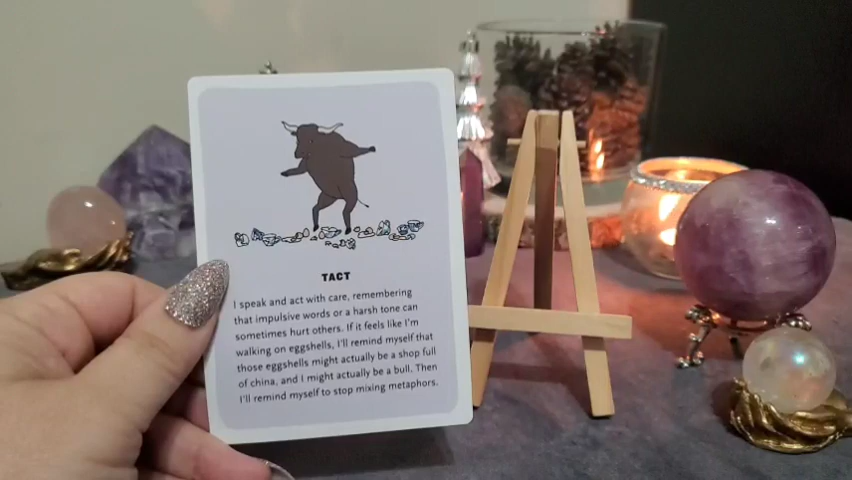 TACT
I speak and act with care, remembering
that impulsive words or a harsh tone can
sometimes hurt others. If it feels like I'm
walking on eggshells, I'll remind myself that
those eggshells might actually be a shop full
of china, and I might actually be a bull. Then
I'll remind myself to stop mixing metaphors.